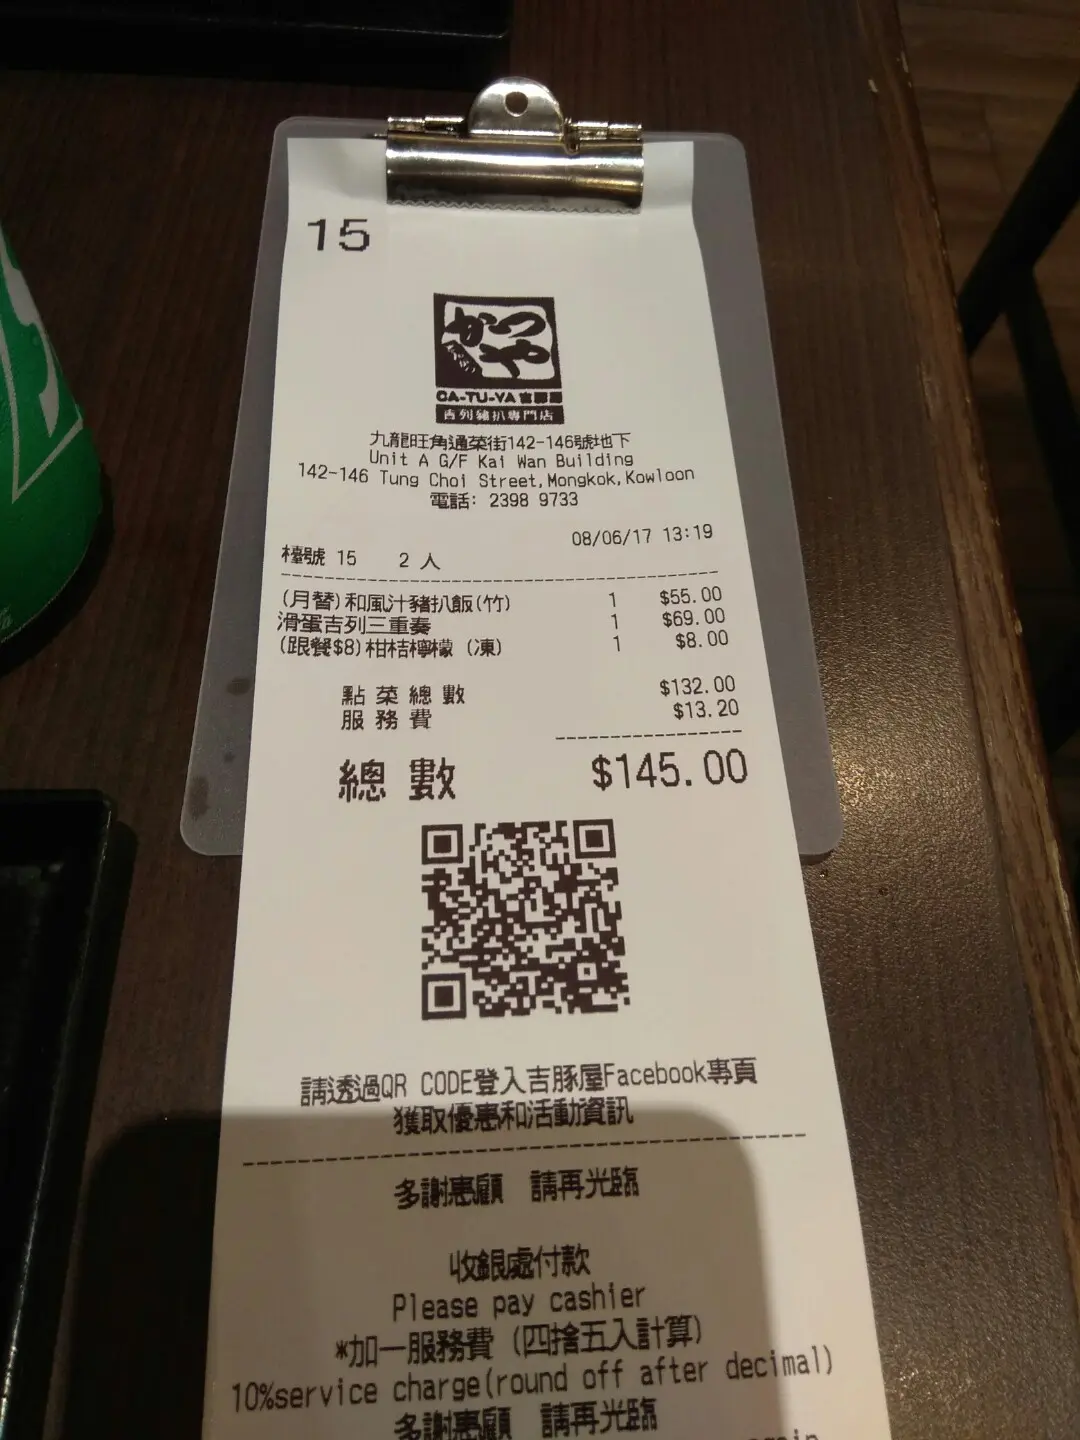 15
かつや
CA-TU-YA 吉豚屋
吉列豬扒專門店
九龍旺角通菜街142-146號地下
Unit A G/F Kai Wan Building
142-146 Tung Choi Street,Mongkok,Kowloon
電話: 2398 9733
08/06/17 13:19
檯號 15 2 人
(月替)和風汁豬扒飯(竹) 1 $55.00
滑蛋吉列三重奏 1 $69.00
(跟餐$8)柑桔檸檬 (凍) 1 $8.00
點菜總數 $132.00
服務費 $13.20
總數 $145.00
請透過QR CODE登入吉豚屋Facebook專頁
獲取優惠和活動資訊
多謝惠顧 請再光臨
收銀處付款
Please pay cashier
*加一服務費 (四捨五入計算)
10%service charge(round off after decimal)
多謝惠顧 請再光臨